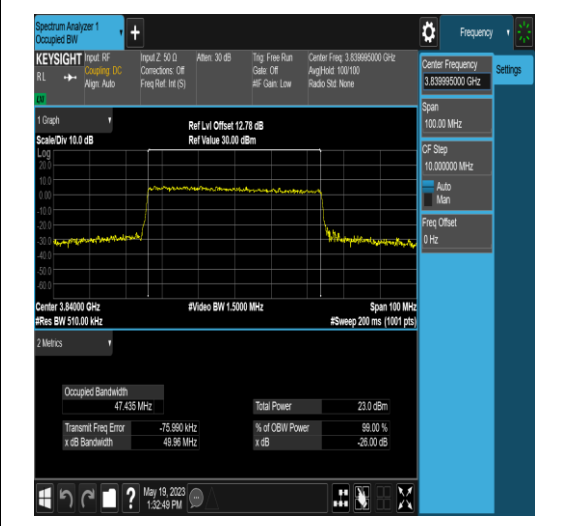 Spectrum Analyzer 1
Occupied BW
+
Frequency
KEYSIGHT
RL
LXI
Input: RF
Coupling: DC
Align: Auto
Input Z: 50 Ω
Corrections: Off
Freq Ref: Int (S)
Atten: 30 dB
Trig: Free Run
Gate: Off
#IF Gain: Low
Center Freq: 3.839995000 GHz
Avg|Hold: 100/100
Radio Std: None
Center Frequency
3.839995000 GHz
Settings
Span
100.00 MHz
CF Step
10.000000 MHz
Auto
Man
Freq Offset
0 Hz
1 Graph
Scale/Div 10.0 dB
Ref Lvl Offset 12.78 dB
Ref Value 30.00 dBm
Log
20.0
10.0
0.00
-10.0
-20.0
-30.0
-40.0
-50.0
-60.0
Center 3.84000 GHz
#Video BW 1.5000 MHz
Span 100 MHz
#Res BW 510.00 kHz
#Sweep 200 ms (1001 pts)
2 Metrics
Occupied Bandwidth
47.435 MHz
Total Power 23.0 dBm
Transmit Freq Error -75.990 kHz
% of OBW Power 99.00 %
x dB Bandwidth 49.96 MHz
x dB -26.00 dB
?
May 19, 2023
1:32:49 PM